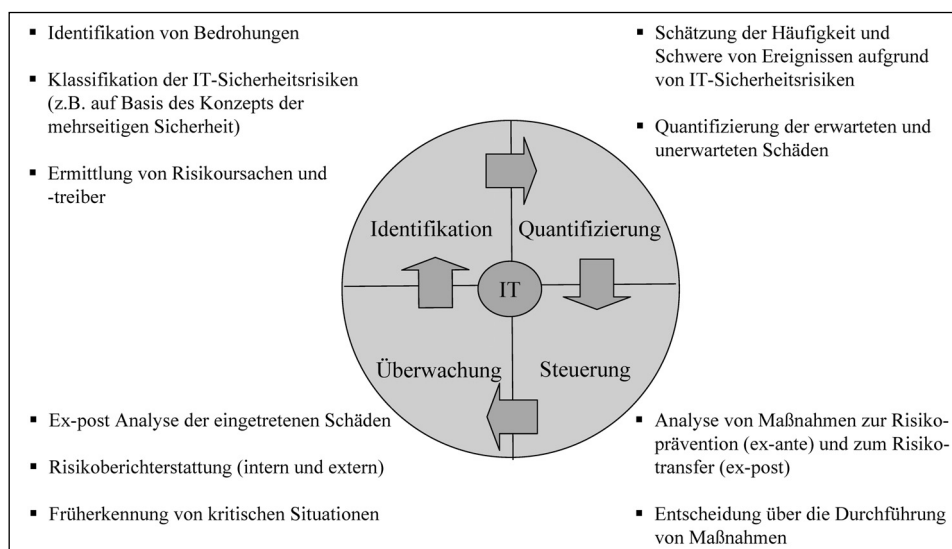 ▪ Identifikation von Bedrohungen
▪ Klassifikation der IT-Sicherheitsrisiken
(z.B. auf Basis des Konzepts der
mehrseitigen Sicherheit)
▪ Ermittlung von Risikoursachen und
-treiber
▪ Schätzung der Häufigkeit und
Schwere von Ereignissen aufgrund
von IT-Sicherheitsrisiken
▪ Quantifizierung der erwarteten und
unerwarteten Schäden
Identifikation
Quantifizierung
IT
Überwachung
Steuerung
▪ Ex-post Analyse der eingetretenen Schäden
▪ Risikoberichterstattung (intern und extern)
▪ Früherkennung von kritischen Situationen
▪ Analyse von Maßnahmen zur Risiko-
prävention (ex-ante) und zum Risiko-
transfer (ex-post)
▪ Entscheidung über die Durchführung
von Maßnahmen